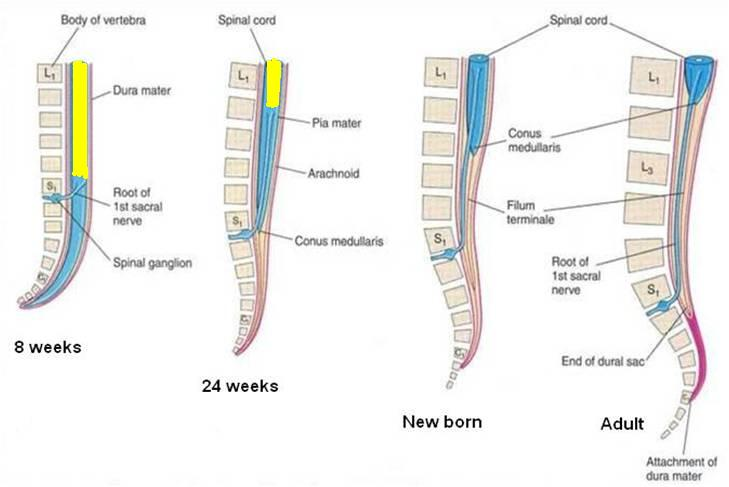 Body of vertebra
Spinal cord
Spinal cord
L1
L1
L1
L1
Dura mater
Pia mater
Conus
medullaris
Arachnoid
L3
S1
Root of
1st sacral
nerve
Filum
terminale
S1
Conus medullaris
S1
Spinal ganglion
Root of
1st sacral
nerve
S1
C
C
C
8 weeks
End of dural sac
24 weeks
New born
Adult
Attachment of
dura mater